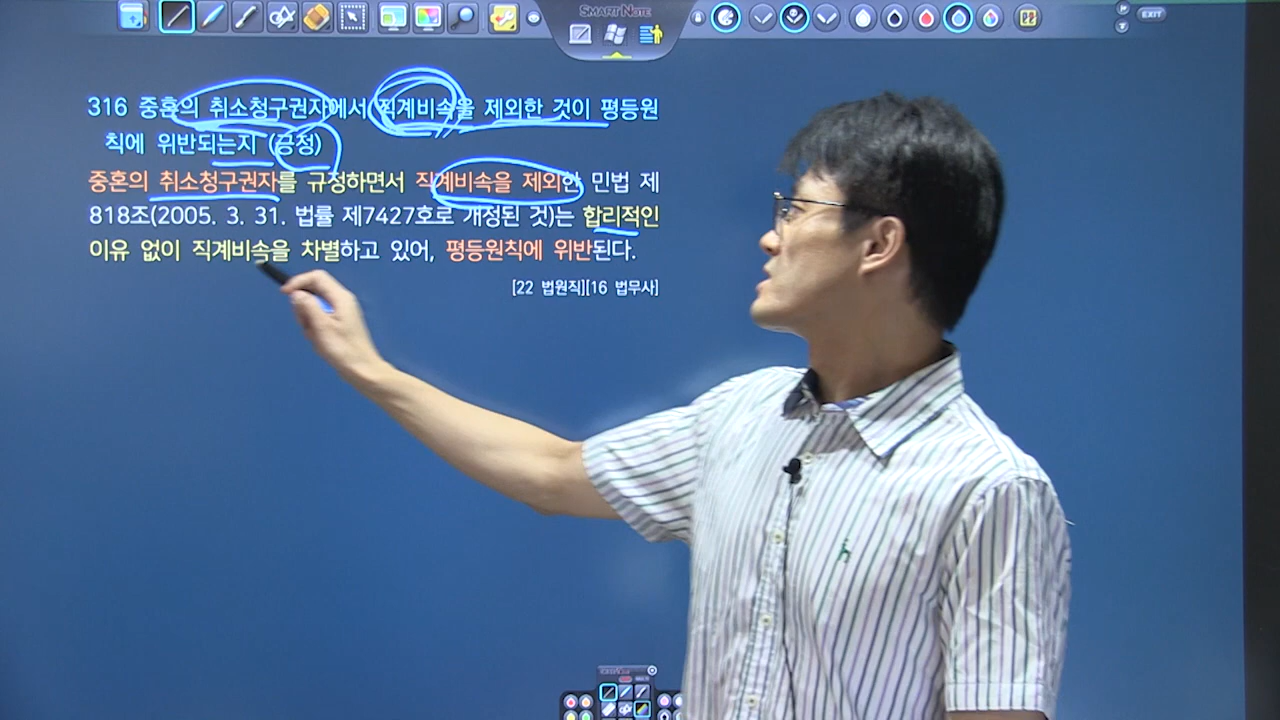 SMART NOTE
EXIT
316 중혼의 취소청구권자에서 직계비속을 제외한 것이 평등원
칙에 위반되는지 (긍정)
중혼의 취소청구권자를 규정하면서 직계비속을 제외한 민법 제
818조(2005. 3. 31. 법률 제7427호로 개정된 것)는 합리적인
이유 없이 직계비속을 차별하고 있어, 평등원칙에 위반된다.
[22 법원직][16 법무사]